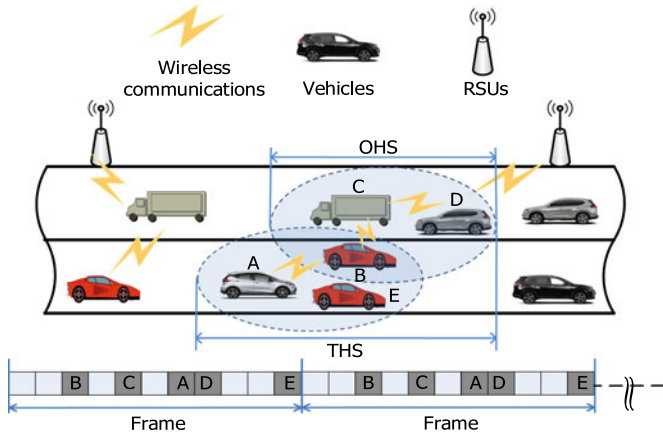 Wireless
communications
Vehicles
RSUs
OHS
C
D
A
B
E
THS
B C A D E B C A D E
Frame Frame